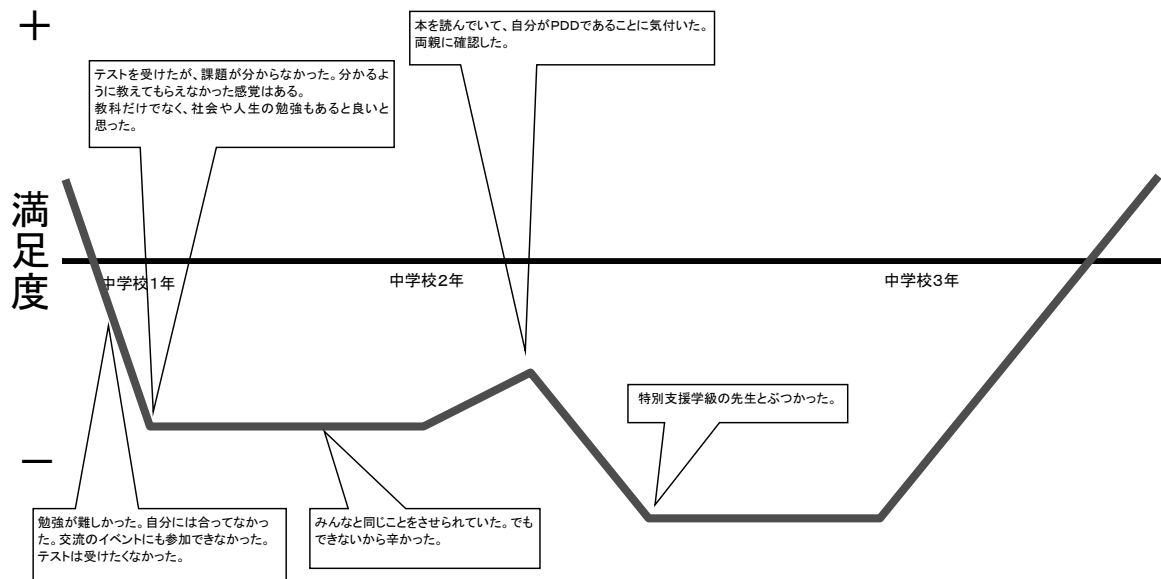 ＋
本を読んでいて、自分がPDDであることに気付いた。
両親に確認した。
テストを受けたが、課題が分からなかった。分かるよ
うに教えてもらえなかった感覚はある。
教科だけでなく、社会や人生の勉強もあると良いと
思った。
満足度
中学校1年
中学校2年
中学校3年
特別支援学級の先生とぶつかった。
－
勉強が難しかった。自分には合ってなかっ
た。交流のイベントにも参加できなかった。
テストは受けたくなかった。
みんなと同じことをさせられていた。でも
できないから辛かった。